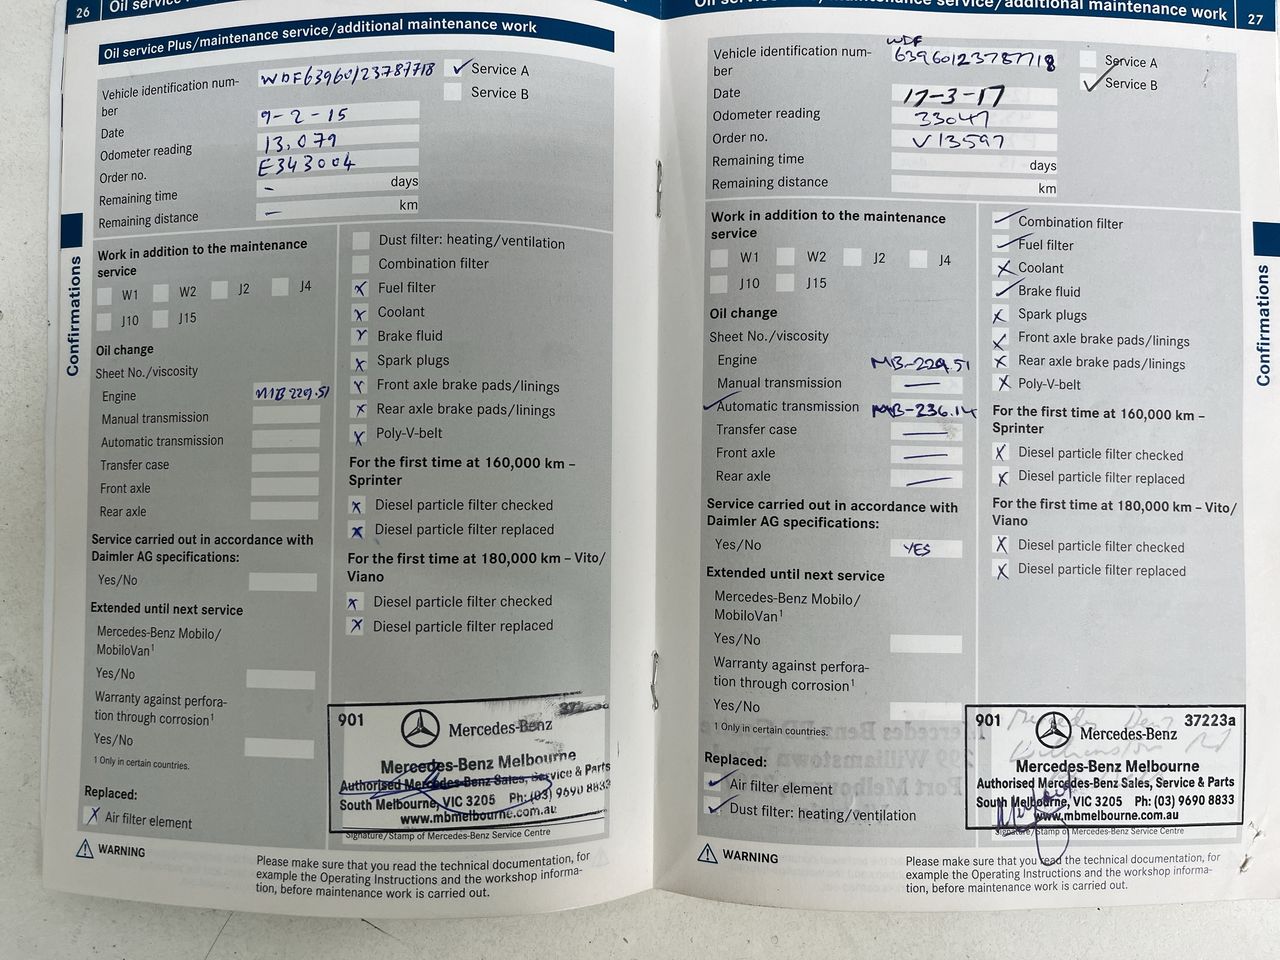 26
Oil service Plus/maintenance service/additional maintenance work
Vehicle identification num-
ber
WDF63960123787718
Service A
Service B
Date
9-2-15
Odometer reading
13,079
Order no.
E343004
Remaining time
-
days
Remaining distance
-
km
Confirmations
Work in addition to the maintenance
service
W1 W2 J2 J4
J10 J15
Oil change
Sheet No./viscosity
Engine
MB 229.51
Manual transmission
Automatic transmission
Transfer case
Front axle
Rear axle
Service carried out in accordance with
Daimler AG specifications:
Yes/No
Extended until next service
Mercedes-Benz Mobilo/
MobiloVan¹
Yes/No
Warranty against perfora-
tion through corrosion¹
Yes/No
¹ Only in certain countries.
Replaced:
X Air filter element
Dust filter: heating/ventilation
Combination filter
X Fuel filter
X Coolant
X Brake fluid
X Spark plugs
X Front axle brake pads/linings
X Rear axle brake pads/linings
X Poly-V-belt
For the first time at 160,000 km –
Sprinter
X Diesel particle filter checked
X Diesel particle filter replaced
For the first time at 180,000 km – Vito/
Viano
X Diesel particle filter checked
X Diesel particle filter replaced
901
Mercedes-Benz
Mercedes-Benz Melbourne
Authorised Mercedes-Benz Sales, Service & Parts
South Melbourne, VIC 3205 Ph: (03) 9690 8833
www.mbmelbourne.com.au
Signature/Stamp of Mercedes-Benz Service Centre
WARNING
Please make sure that you read the technical documentation, for
example the Operating Instructions and the workshop informa-
tion, before maintenance work is carried out.
maintenance service/additional maintenance work
27
Vehicle identification num-
ber
WDF
63960123787718
Service A
Service B
Date
17-3-17
Odometer reading
33047
Order no.
V13597
Remaining time
days
Remaining distance
km
Confirmations
Work in addition to the maintenance
service
W1 W2 J2 J4
J10 J15
Oil change
Sheet No./viscosity
Engine
MB-229.51
Manual transmission
—
Automatic transmission
MB-236.14
Transfer case
—
Front axle
—
Rear axle
—
Service carried out in accordance with
Daimler AG specifications:
Yes/No
YES
Extended until next service
Mercedes-Benz Mobilo/
MobiloVan¹
Yes/No
Warranty against perfora-
tion through corrosion¹
Yes/No
¹ Only in certain countries.
Replaced:
Air filter element
Dust filter: heating/ventilation
Combination filter
Fuel filter
X Coolant
Brake fluid
X Spark plugs
X Front axle brake pads/linings
X Rear axle brake pads/linings
X Poly-V-belt
For the first time at 160,000 km –
Sprinter
X Diesel particle filter checked
X Diesel particle filter replaced
For the first time at 180,000 km – Vito/
Viano
X Diesel particle filter checked
X Diesel particle filter replaced
901
37223a
Mercedes-Benz
Mercedes-Benz Melbourne
Authorised Mercedes-Benz Sales, Service & Parts
South Melbourne, VIC 3205 Ph: (03) 9690 8833
www.mbmelbourne.com.au
Signature/Stamp of Mercedes-Benz Service Centre
WARNING
Please make sure that you read the technical documentation, for
example the Operating Instructions and the workshop informa-
tion, before maintenance work is carried out.